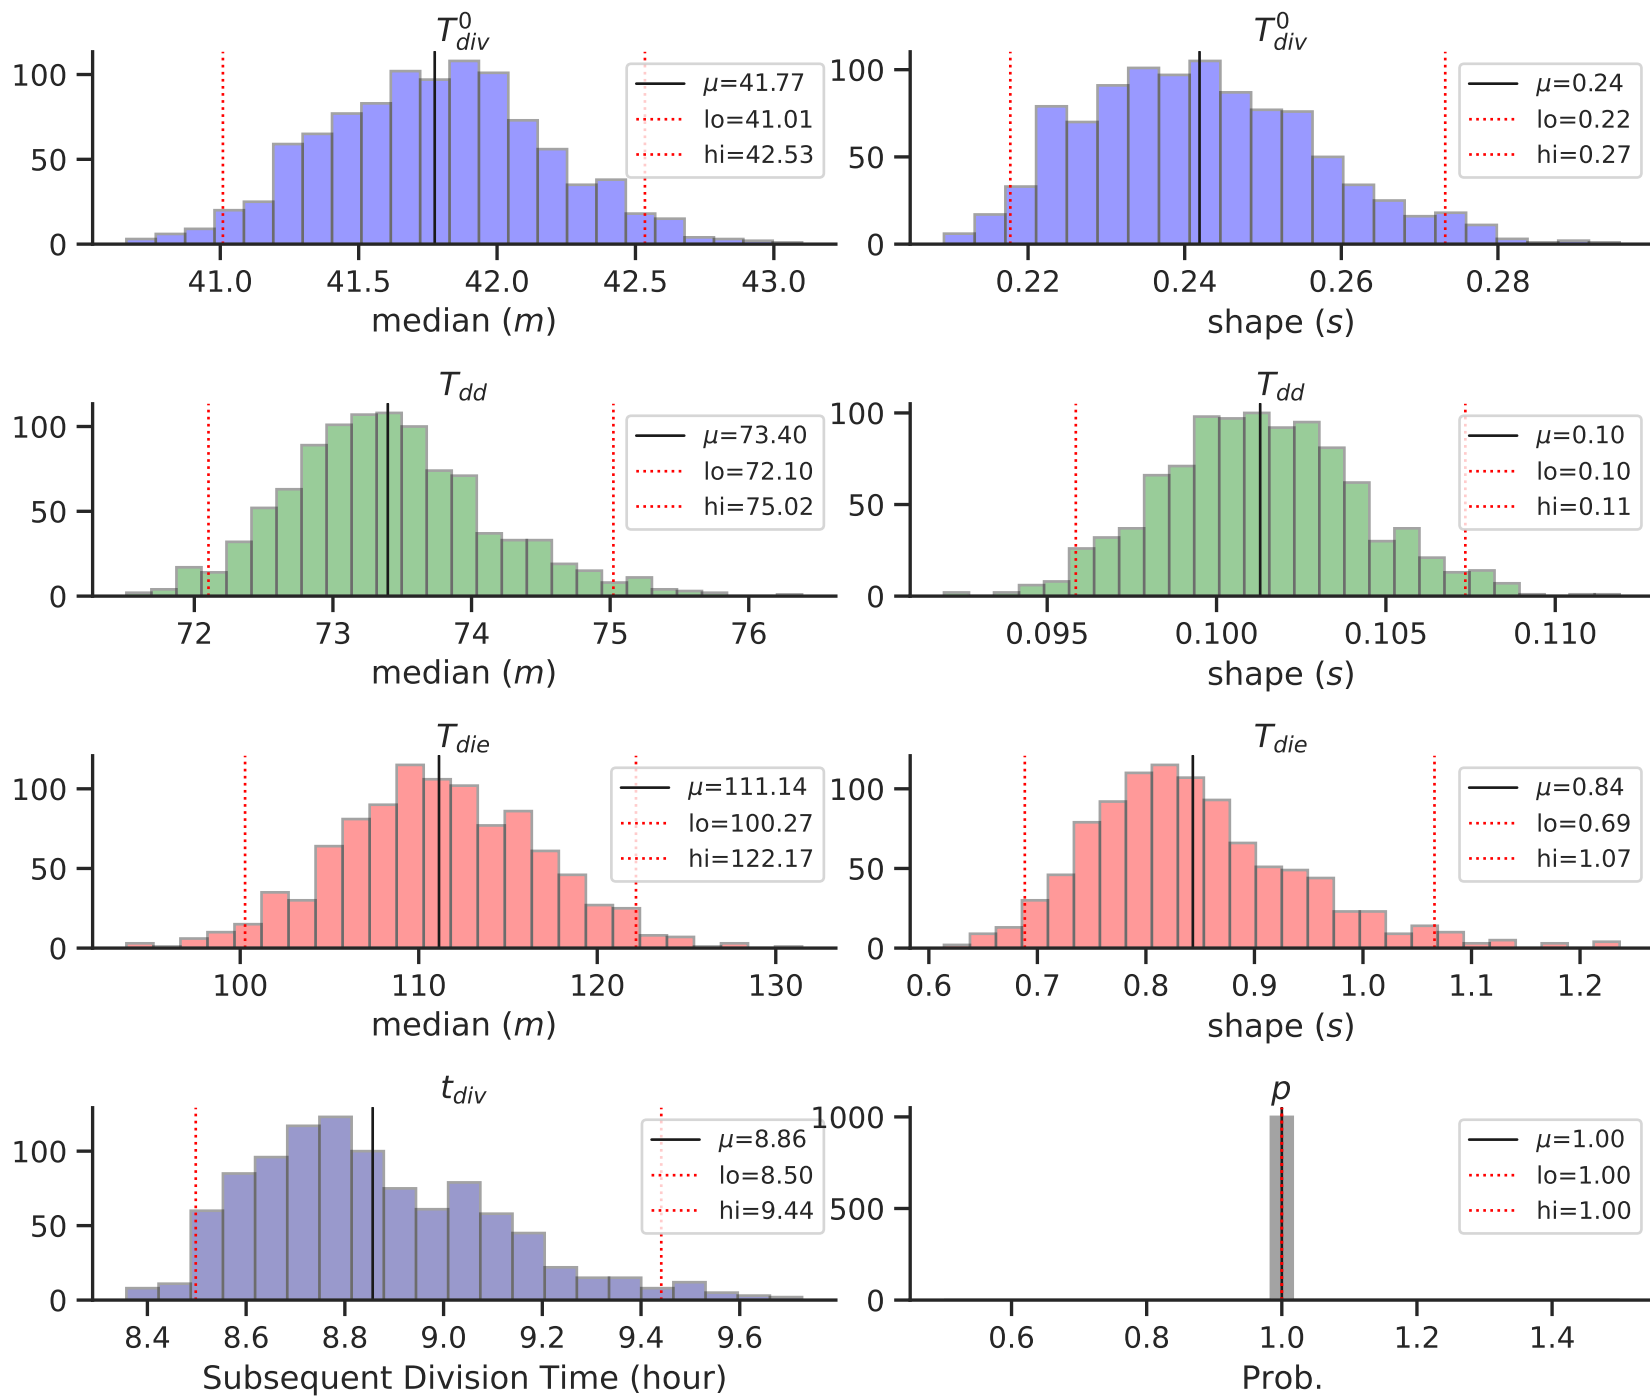 T^0_div
100
50
0
μ=41.77
lo=41.01
hi=42.53
41.0 41.5 42.0 42.5 43.0
median (m)
T^0_div
100
50
0
μ=0.24
lo=0.22
hi=0.27
0.22 0.24 0.26 0.28
shape (s)
T_dd
100
50
0
μ=73.40
lo=72.10
hi=75.02
72 73 74 75 76
median (m)
T_dd
100
50
0
μ=0.10
lo=0.10
hi=0.11
0.095 0.100 0.105 0.110
shape (s)
T_die
100
50
0
μ=111.14
lo=100.27
hi=122.17
100 110 120 130
median (m)
T_die
100
50
0
μ=0.84
lo=0.69
hi=1.07
0.6 0.7 0.8 0.9 1.0 1.1 1.2
shape (s)
t_div
100
50
0
μ=8.86
lo=8.50
hi=9.44
8.4 8.6 8.8 9.0 9.2 9.4 9.6
Subsequent Division Time (hour)
p
1000
500
0
μ=1.00
lo=1.00
hi=1.00
0.6 0.8 1.0 1.2 1.4
Prob.